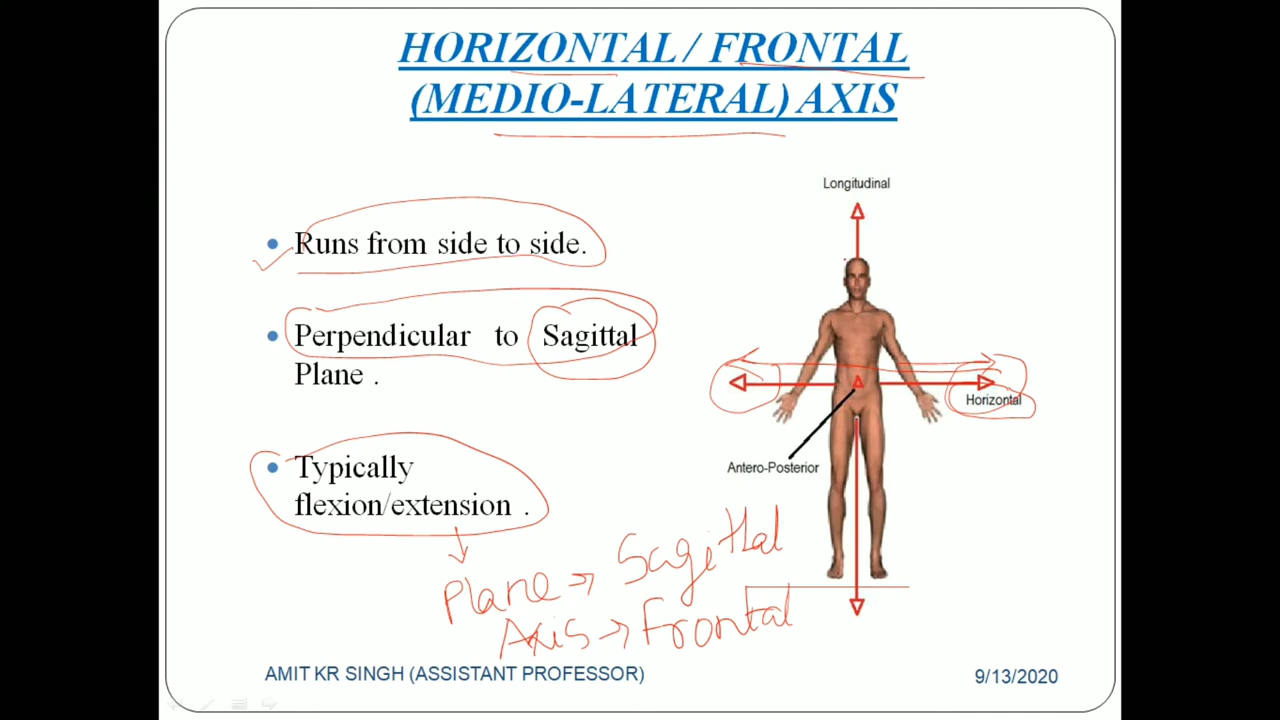 HORIZONTAL / FRONTAL
(MEDIO-LATERAL) AXIS
• Runs from side to side.
• Perpendicular to Sagittal
Plane .
• Typically
flexion/extension .
Longitudinal
Horizontal
Antero-Posterior
Plane → Sagittal
Axis → Frontal
AMIT KR SINGH (ASSISTANT PROFESSOR)
9/13/2020